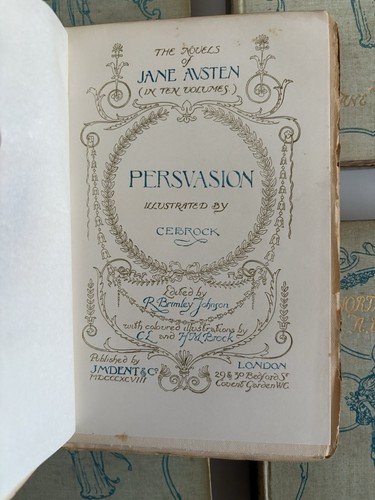 THE NOVELS
of
JANE AVSTEN
(IN TEN VOLUMES)
PERSVASION
ILLUSTRATED BY
C E BROCK
Edited by
R. Brimley Johnson
with coloured illustrations by
C.E. and H.M. Brock
Published by
J M DENT & Co
MDCCCXCVIII
LONDON
29 & 30 Bedford St
Covent Garden W.C.